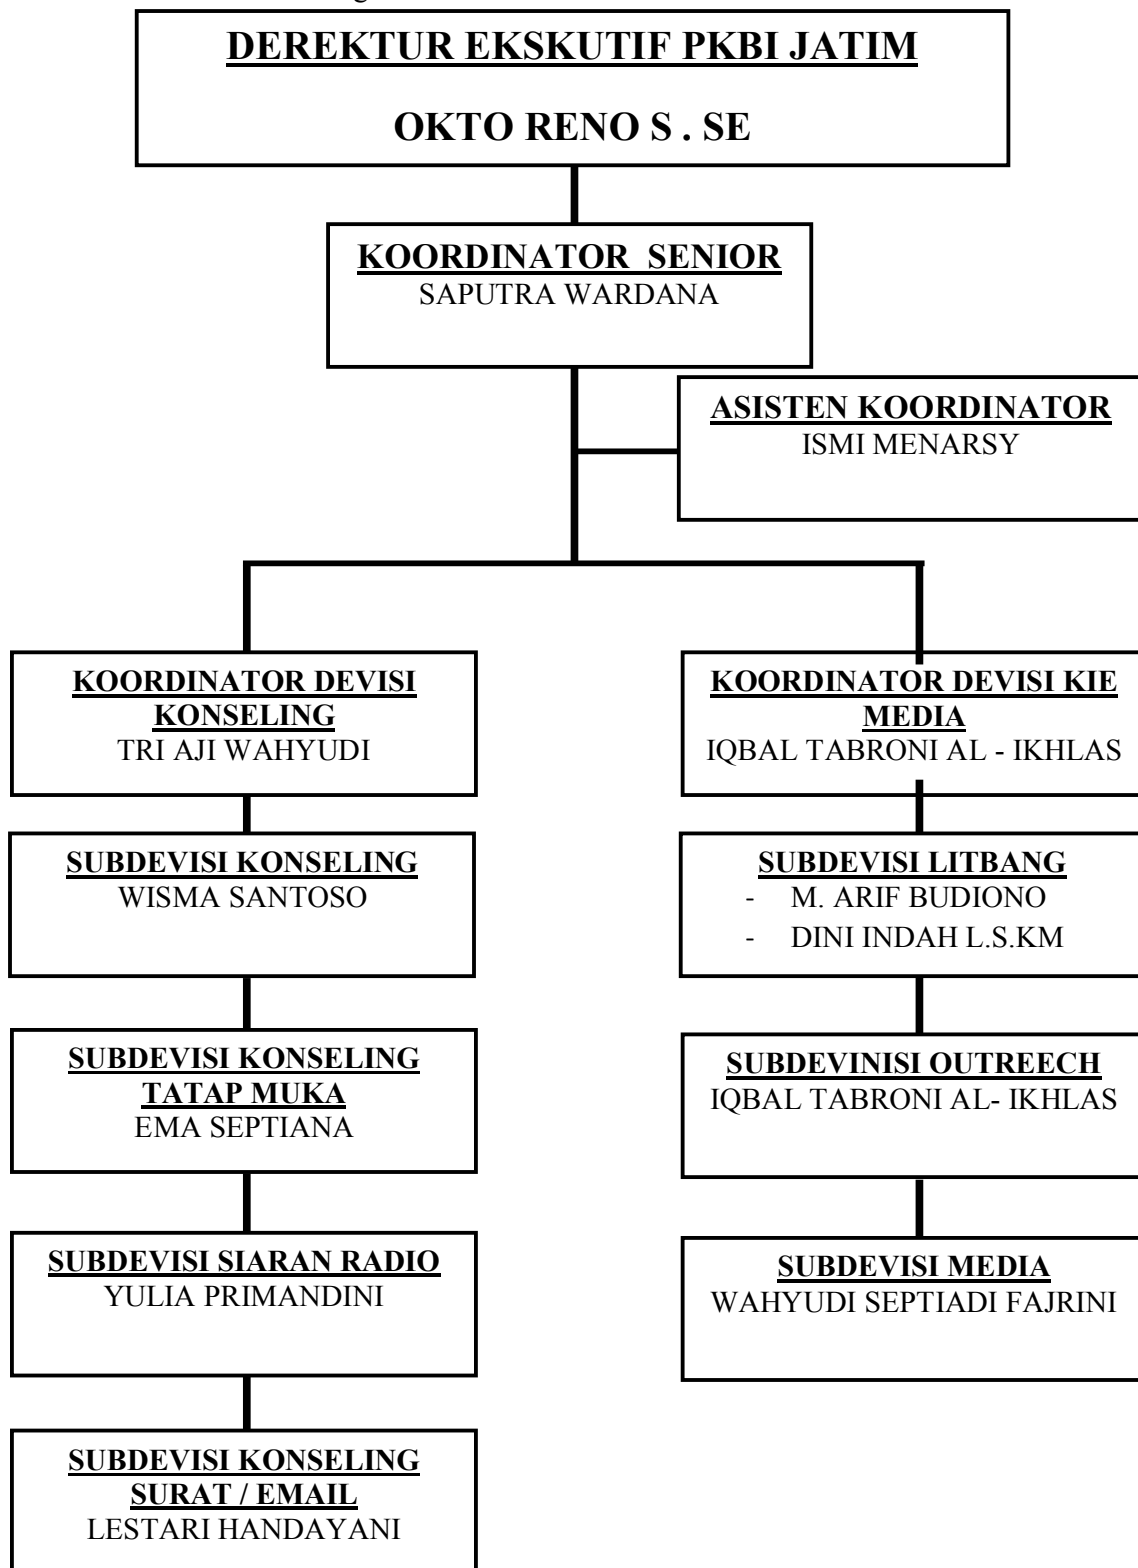 DEREKTUR EKSKUTIF PKBI JATIM
OKTO RENO S . SE
KOORDINATOR SENIOR
SAPUTRA WARDANA
ASISTEN KOORDINATOR
ISMI MENARSY
KOORDINATOR DEVISI
KONSELING
TRI AJI WAHYUDI
KOORDINATOR DEVISI KIE
MEDIA
IQBAL TABRONI AL - IKHLAS
SUBDEVISI KONSELING
WISMA SANTOSO
SUBDEVISI LITBANG
- M. ARIF BUDIONO
- DINI INDAH L.S.KM
SUBDEVISI KONSELING
TATAP MUKA
EMA SEPTIANA
SUBDEVINISI OUTREECH
IQBAL TABRONI AL- IKHLAS
SUBDEVISI SIARAN RADIO
YULIA PRIMANDINI
SUBDEVISI MEDIA
WAHYUDI SEPTIADI FAJRINI
SUBDEVISI KONSELING
SURAT / EMAIL
LESTARI HANDAYANI